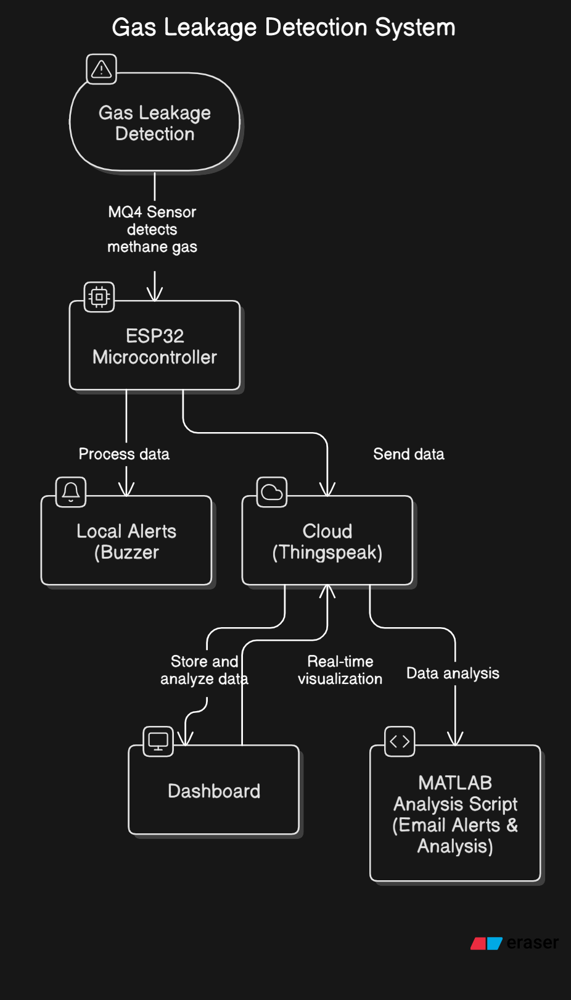 Gas Leakage Detection System
Gas Leakage
Detection
MQ4 Sensor
detects
methane gas
ESP32
Microcontroller
Process data
Send data
Local Alerts
(Buzzer
Cloud
(Thingspeak)
Store and
analyze data
Real-time
visualization
Data analysis
Dashboard
MATLAB
Analysis Script
(Email Alerts &
Analysis)
eraser